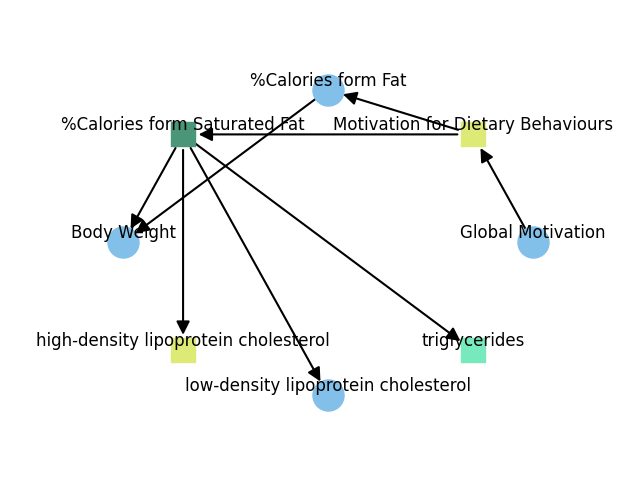 %Calories form Fat
%Calories form Saturated Fat
Motivation for Dietary Behaviours
Body Weight
Global Motivation
high-density lipoprotein cholesterol
triglycerides
low-density lipoprotein cholesterol